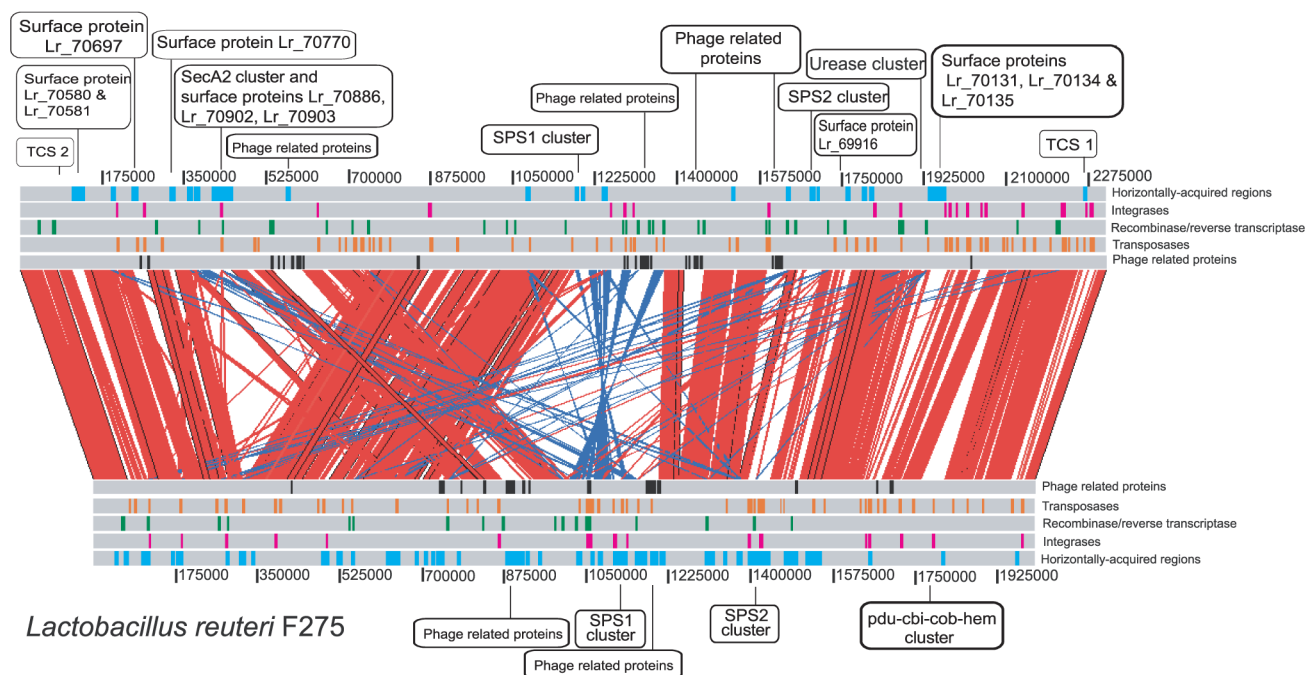 Surface protein
Lr_70697
Surface protein Lr_70770
Phage related
proteins
Urease cluster
Surface proteins
Lr_70131, Lr_70134 &
Lr_70135
Surface protein
Lr_70580 &
Lr_70581
SecA2 cluster and
surface proteins Lr_70886,
Lr_70902, Lr_70903
Phage related proteins
SPS2 cluster
Surface protein
Lr_69916
SPS1 cluster
TCS 2
Phage related proteins
TCS 1
175000 350000 525000 700000 875000 1050000 1225000 1400000 1575000 1750000 1925000 2100000 2275000
Horizontally-acquired regions
Integrases
Recombinase/reverse transcriptase
Transposases
Phage related proteins
Phage related proteins
Transposases
Recombinase/reverse transcriptase
Integrases
Horizontally-acquired regions
175000 350000 525000 700000 875000 1050000 1225000 1400000 1575000 1750000 1925000
Lactobacillus reuteri F275
Phage related proteins
SPS1
cluster
SPS2
cluster
pdu-cbi-cob-hem
cluster
Phage related proteins